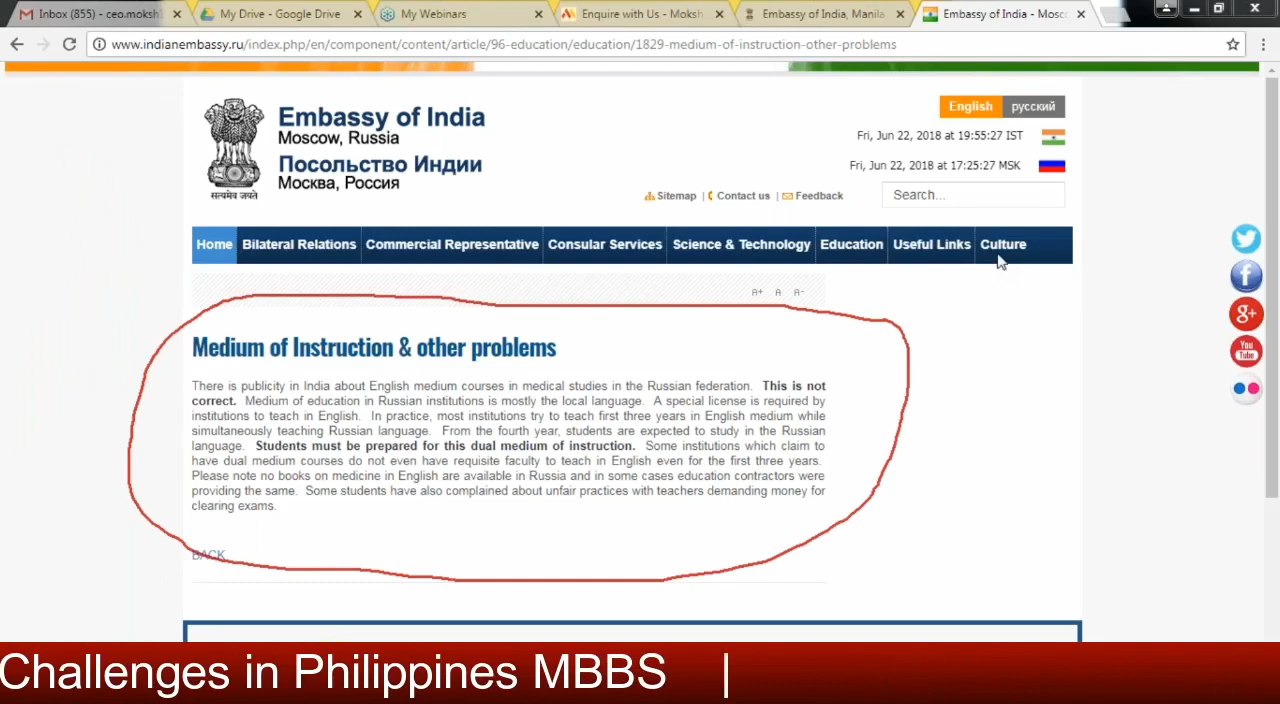 Inbox (855) - ceo.moksh
My Drive - Google Drive
My Webinars
Enquire with Us - Moksh
Embassy of India, Manila
Embassy of India - Mosc
www.indianembassy.ru/index.php/en/component/content/article/96-education/education/1829-medium-of-instruction-other-problems
Embassy of India
Moscow, Russia
Посольство Индии
Москва, Россия
सत्यमेव जयते
English русский
Fri, Jun 22, 2018 at 19:55:27 IST
Fri, Jun 22, 2018 at 17:25:27 MSK
Sitemap | Contact us | Feedback
Search...
Home Bilateral Relations Commercial Representative Consular Services Science & Technology Education Useful Links Culture
A+ A A-
Medium of Instruction & other problems
There is publicity in India about English medium courses in medical studies in the Russian federation. This is not
correct. Medium of education in Russian institutions is mostly the local language. A special license is required by
institutions to teach in English. In practice, most institutions try to teach first three years in English medium while
simultaneously teaching Russian language. From the fourth year, students are expected to study in the Russian
language. Students must be prepared for this dual medium of instruction. Some institutions which claim to
have dual medium courses do not even have requisite faculty to teach in English even for the first three years.
Please note no books on medicine in English are available in Russia and in some cases education contractors were
providing the same. Some students have also complained about unfair practices with teachers demanding money for
clearing exams.
BACK
g+
You
Tube
Challenges in Philippines MBBS |